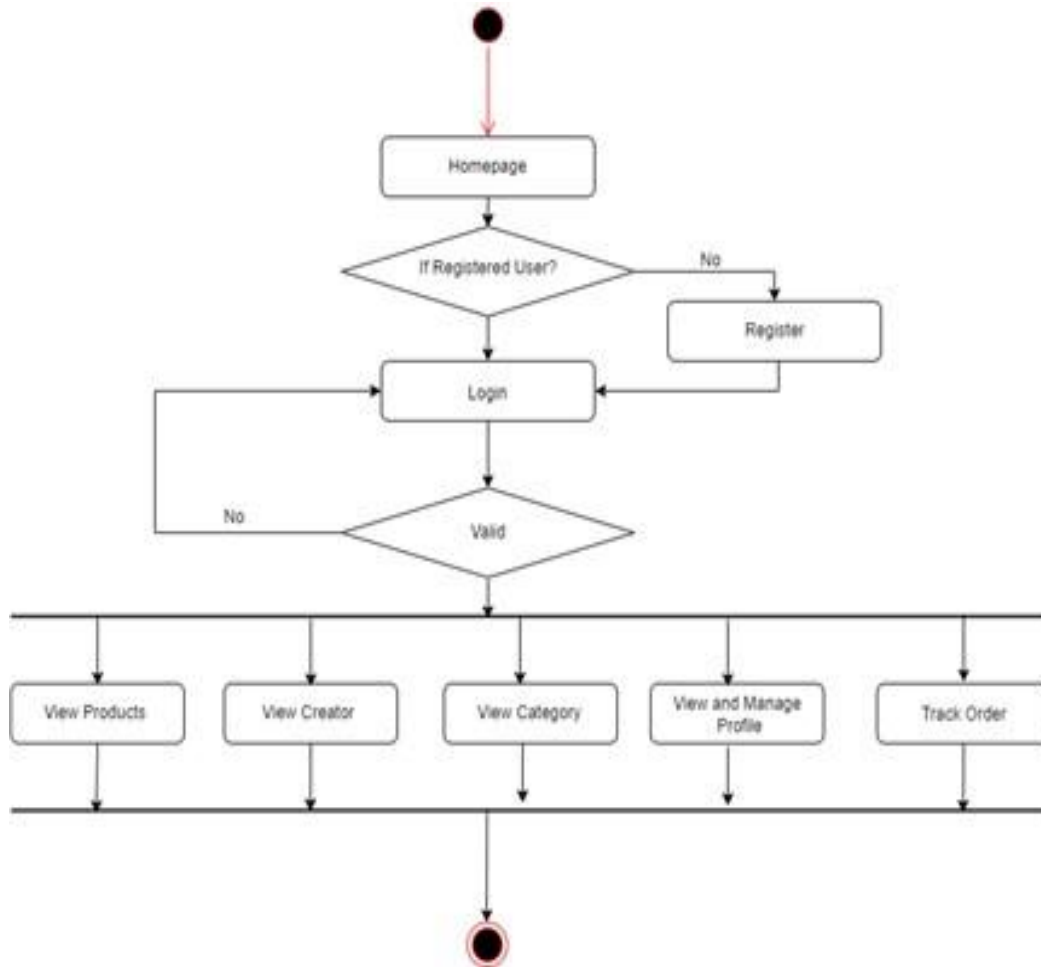 Homepage
If Registered User?
No
Register
Login
No
Valid
View Products
View Creator
View Category
View and Manage
Profile
Track Order